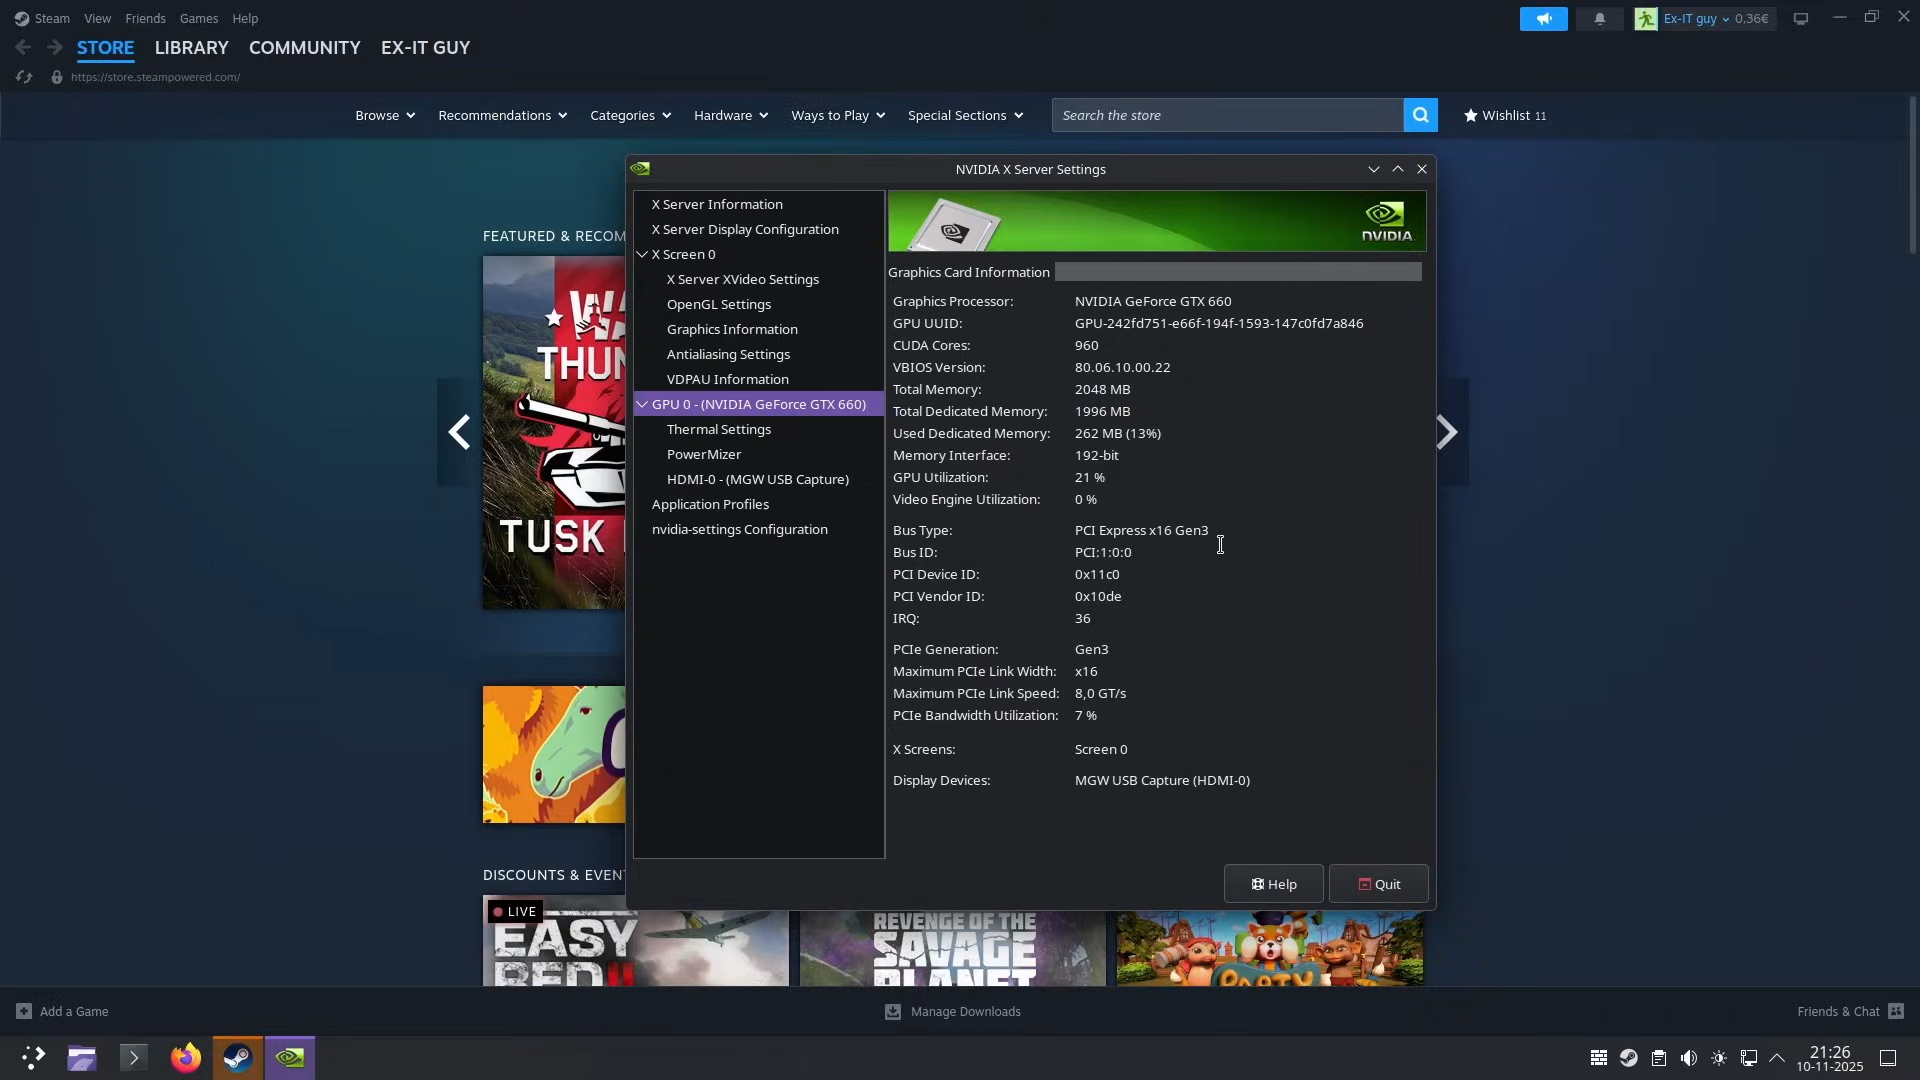 Steam View Friends Games Help
Ex-IT guy 0,36€
STORE LIBRARY COMMUNITY EX-IT GUY
https://store.steampowered.com/
Browse Recommendations Categories Hardware Ways to Play Special Sections Search the store Wishlist 11
FEATURED & RECOM
THUN
TUSK
NVIDIA X Server Settings
X Server Information
X Server Display Configuration
X Screen 0
X Server XVideo Settings
OpenGL Settings
Graphics Information
Antialiasing Settings
VDPAU Information
GPU 0 - (NVIDIA GeForce GTX 660)
Thermal Settings
PowerMizer
HDMI-0 - (MGW USB Capture)
Application Profiles
nvidia-settings Configuration
NVIDIA.
Graphics Card Information
Graphics Processor: NVIDIA GeForce GTX 660
GPU UUID: GPU-242fd751-e66f-194f-1593-147c0fd7a846
CUDA Cores: 960
VBIOS Version: 80.06.10.00.22
Total Memory: 2048 MB
Total Dedicated Memory: 1996 MB
Used Dedicated Memory: 262 MB (13%)
Memory Interface: 192-bit
GPU Utilization: 21 %
Video Engine Utilization: 0 %
Bus Type: PCI Express x16 Gen3
Bus ID: PCI:1:0:0
PCI Device ID: 0x11c0
PCI Vendor ID: 0x10de
IRQ: 36
PCIe Generation: Gen3
Maximum PCIe Link Width: x16
Maximum PCIe Link Speed: 8,0 GT/s
PCIe Bandwidth Utilization: 7 %
X Screens: Screen 0
Display Devices: MGW USB Capture (HDMI-0)
Help Quit
DISCOUNTS & EVEN
LIVE
EASY
RED II
REVENGE OF THE
SAVAGE
PLANET
PARTY
Add a Game Manage Downloads Friends & Chat
21:26
10-11-2025